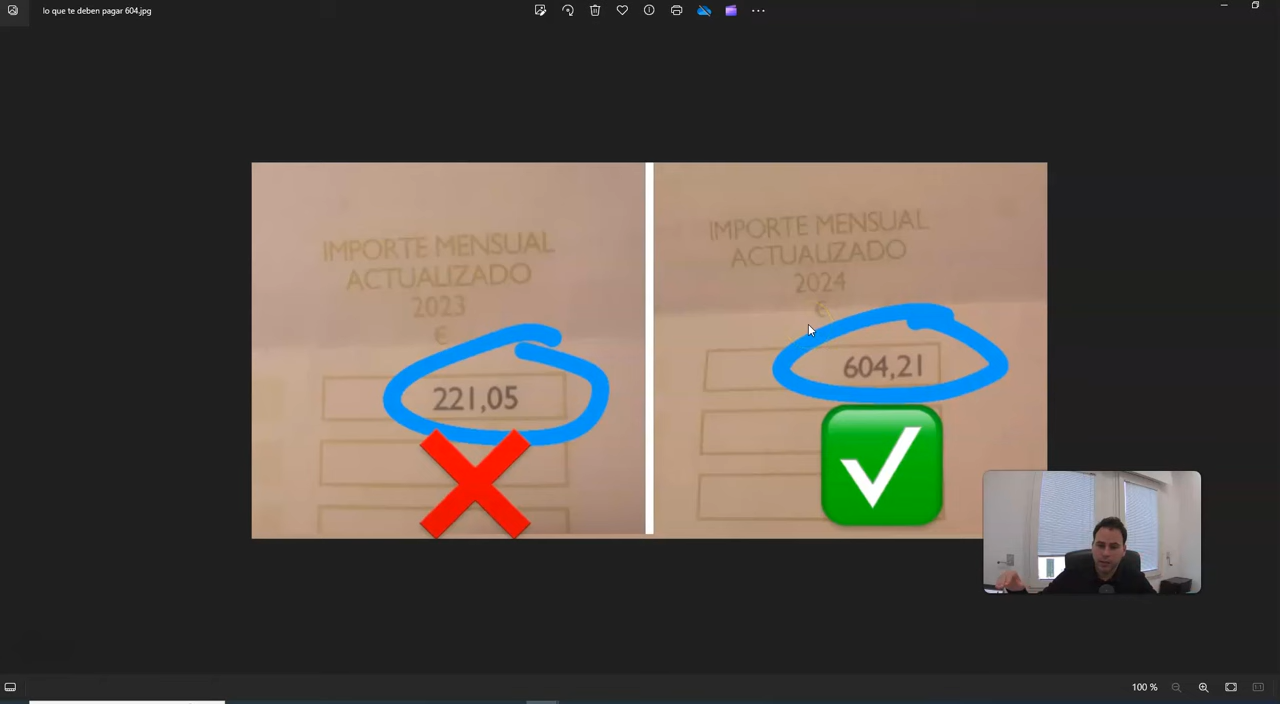 lo que te deben pagar 604.jpg
IMPORTE MENSUAL
ACTUALIZADO
2023
€
221,05
IMPORTE MENSUAL
ACTUALIZADO
2024
€
604,21
100 %